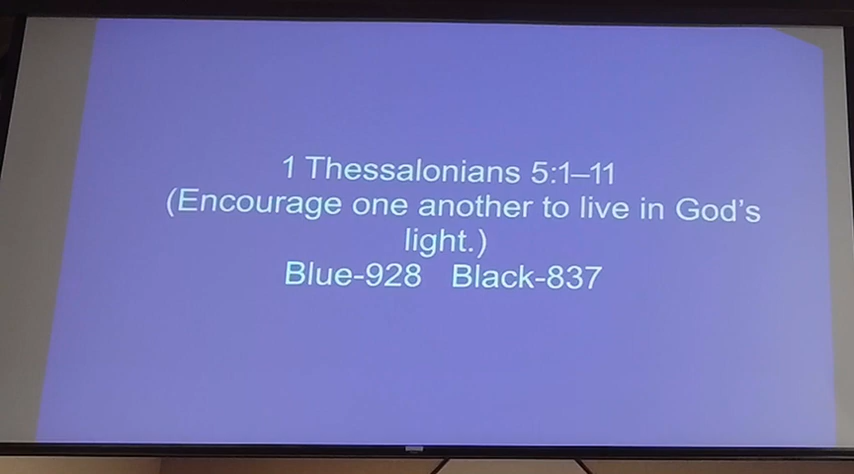 1 Thessalonians 5:1–11
(Encourage one another to live in God’s
light.)
Blue-928 Black-837